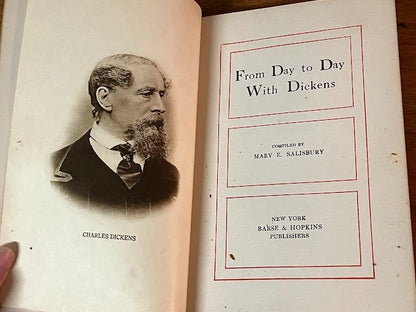 CHARLES DICKENS
From Day to Day
With Dickens
COMPILED BY
MARY E. SALISBURY
NEW YORK
BARSE & HOPKINS
PUBLISHERS